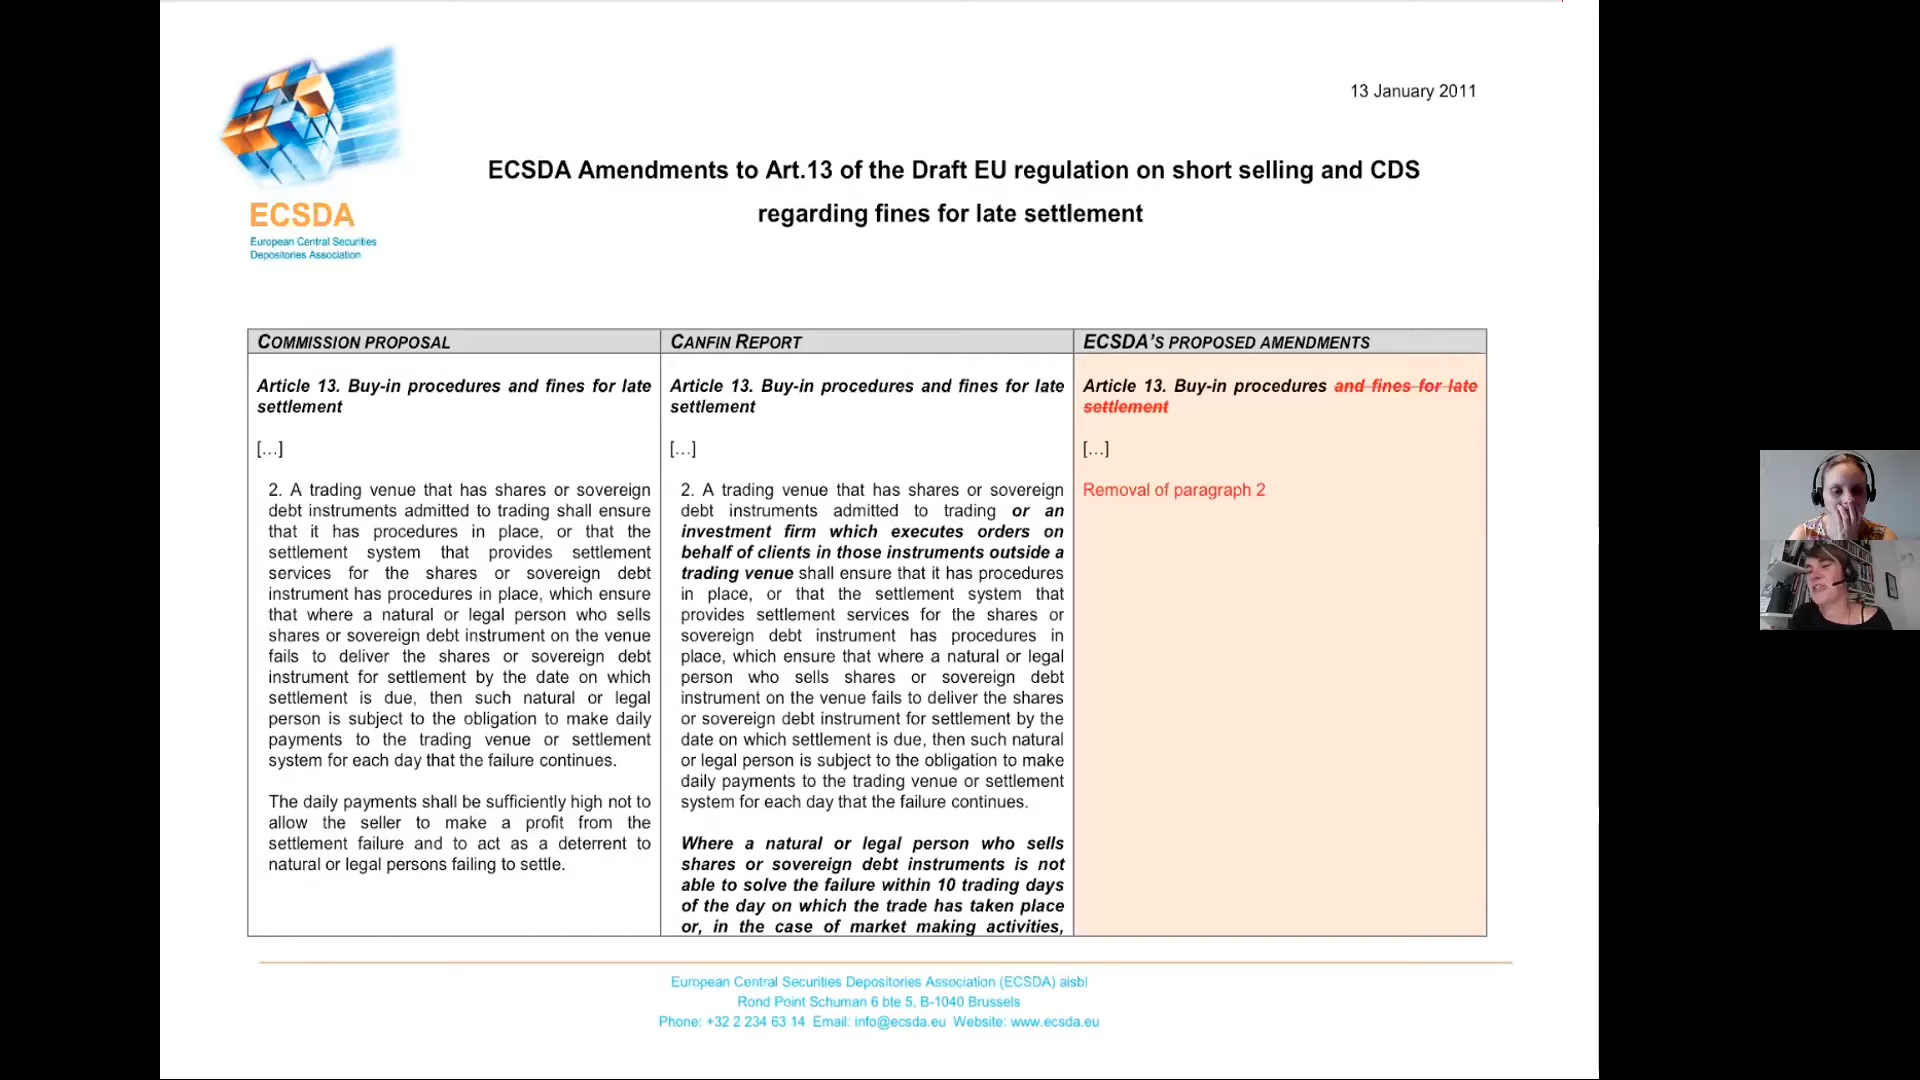 13 January 2011
ECSDA Amendments to Art.13 of the Draft EU regulation on short selling and CDS
regarding fines for late settlement
ECSDA
European Central Securities
Depositories Association
COMMISSION PROPOSAL
Article 13. Buy-in procedures and fines for late
settlement
[…]
2. A trading venue that has shares or sovereign
debt instruments admitted to trading shall ensure
that it has procedures in place, or that the
settlement system that provides settlement
services for the shares or sovereign debt
instrument has procedures in place, which ensure
that where a natural or legal person who sells
shares or sovereign debt instrument on the venue
fails to deliver the shares or sovereign debt
instrument for settlement by the date on which
settlement is due, then such natural or legal
person is subject to the obligation to make daily
payments to the trading venue or settlement
system for each day that the failure continues.
The daily payments shall be sufficiently high not to
allow the seller to make a profit from the
settlement failure and to act as a deterrent to
natural or legal persons failing to settle.
CANFIN REPORT
Article 13. Buy-in procedures and fines for late
settlement
[…]
2. A trading venue that has shares or sovereign
debt instruments admitted to trading or an
investment firm which executes orders on
behalf of clients in those instruments outside a
trading venue shall ensure that it has procedures
in place, or that the settlement system that
provides settlement services for the shares or
sovereign debt instrument has procedures in
place, which ensure that where a natural or legal
person who sells shares or sovereign debt
instrument on the venue fails to deliver the shares
or sovereign debt instrument for settlement by the
date on which settlement is due, then such natural
or legal person is subject to the obligation to make
daily payments to the trading venue or settlement
system for each day that the failure continues.
Where a natural or legal person who sells
shares or sovereign debt instruments is not
able to solve the failure within 10 trading days
of the day on which the trade has taken place
or, in the case of market making activities,
ECSDA'S PROPOSED AMENDMENTS
Article 13. Buy-in procedures and fines for late
settlement
[…]
Removal of paragraph 2
European Central Securities Depositories Association (ECSDA) aisbl
Rond Point Schuman 6 bte 5, B-1040 Brussels
Phone: +32 2 234 63 14 Email: info@ecsda.eu Website: www.ecsda.eu